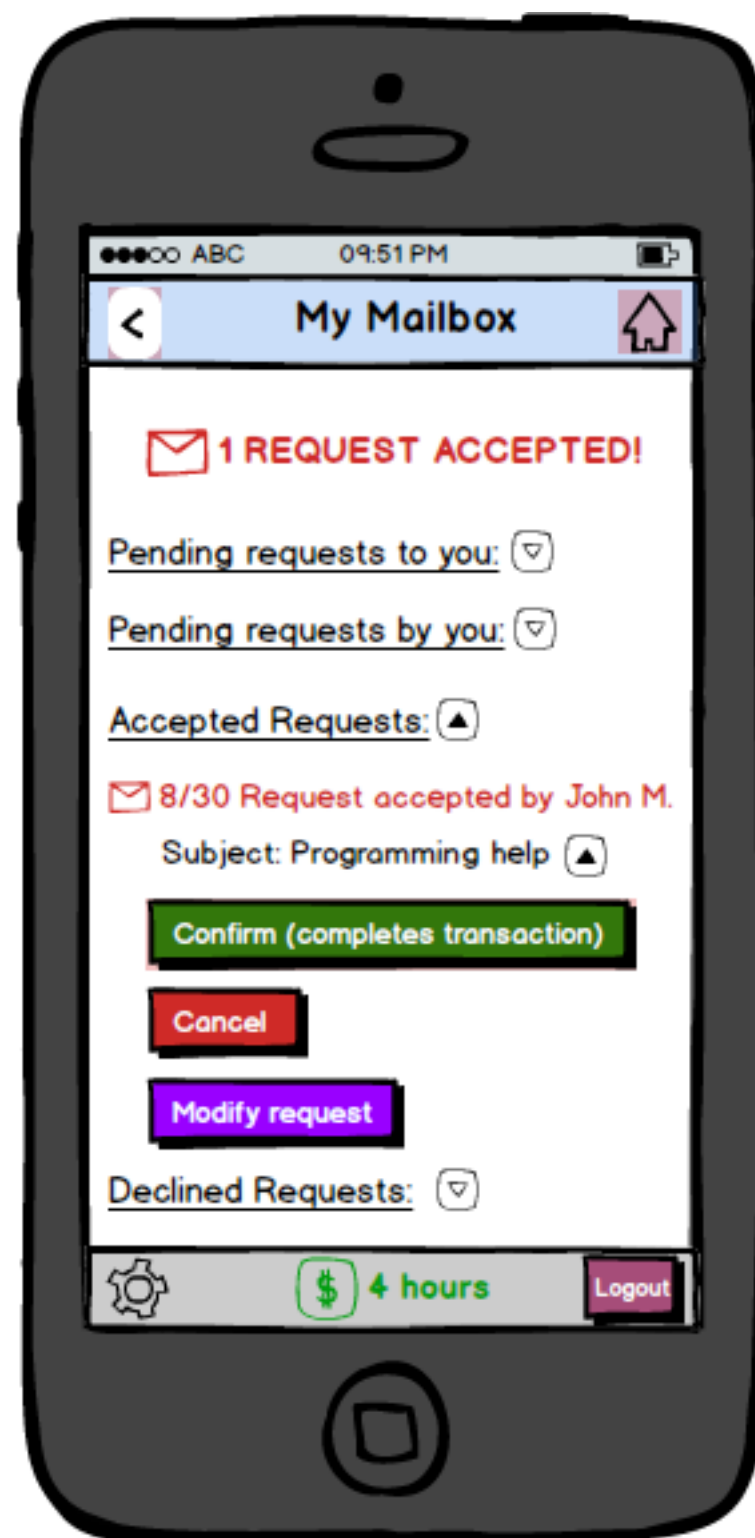 ABC 09:51 PM
My Mailbox
1 REQUEST ACCEPTED!
Pending requests to you:
Pending requests by you:
Accepted Requests:
8/30 Request accepted by John M.
Subject: Programming help
Confirm (completes transaction)
Cancel
Modify request
Declined Requests:
$ 4 hours Logout